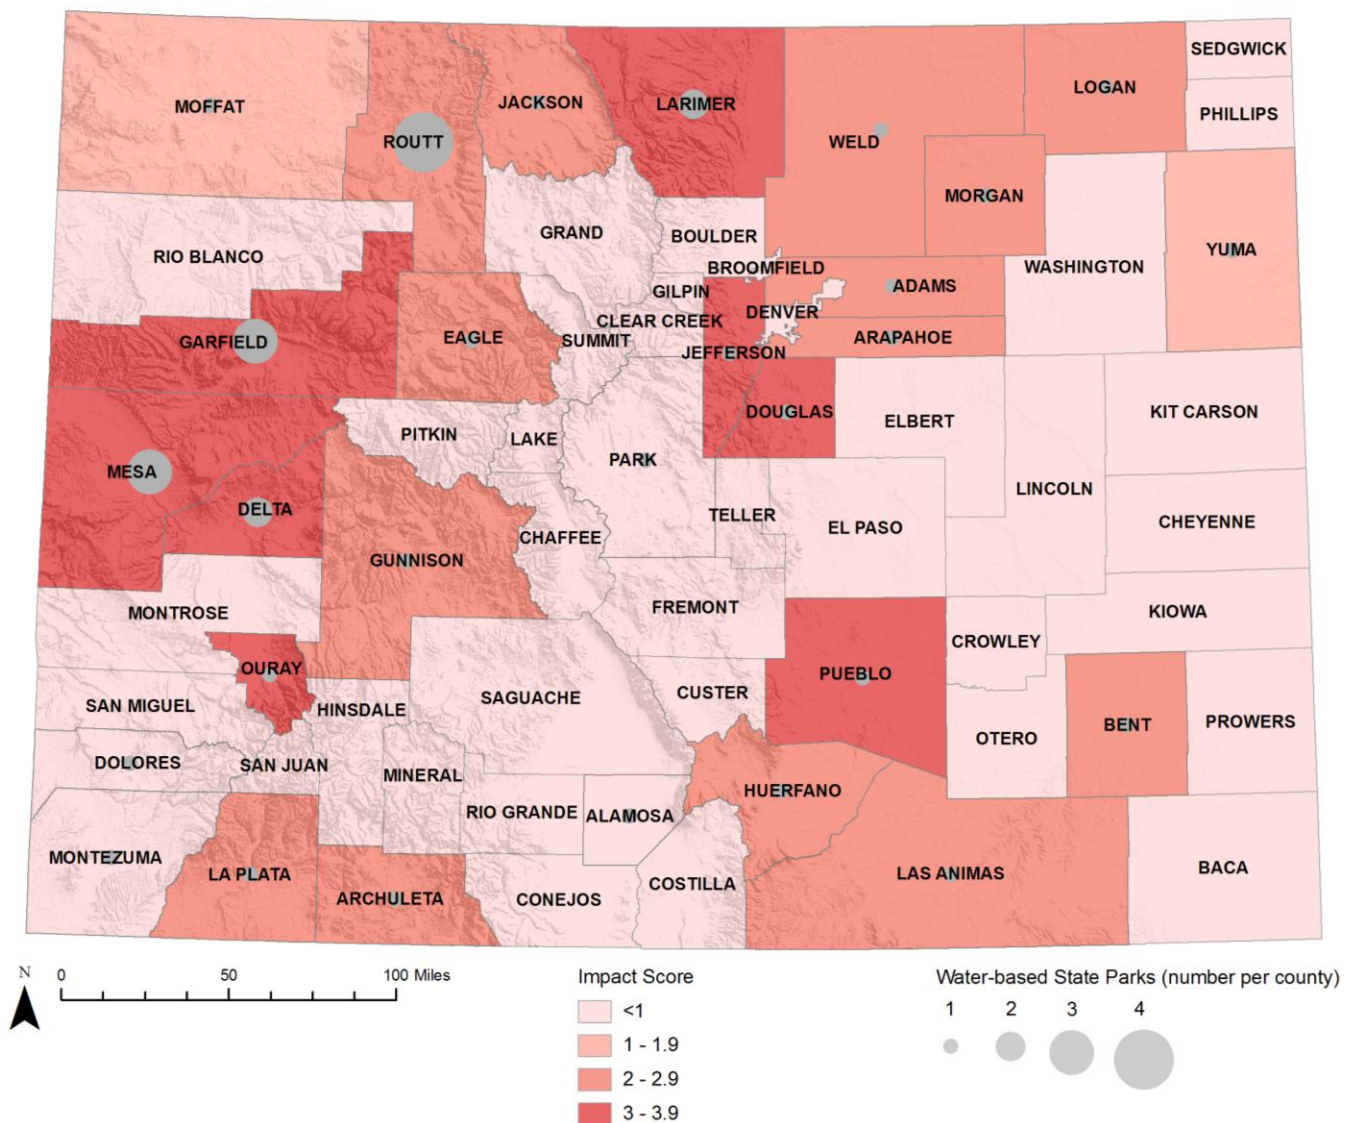 SEDGWICK
LOGAN
MOFFAT
JACKSON
LARIMER
PHILLIPS
ROUTT
WELD
MORGAN
GRAND
BOULDER
YUMA
RIO BLANCO
BROOMFIELD
WASHINGTON
GILPIN
ADAMS
DENVER
CLEAR CREEK
GARFIELD
EAGLE
SUMMIT
ARAPAHOE
JEFFERSON
DOUGLAS
KIT CARSON
ELBERT
PITKIN
LAKE
PARK
MESA
LINCOLN
DELTA
TELLER
EL PASO
CHEYENNE
CHAFFEE
GUNNISON
MONTROSE
FREMONT
KIOWA
CROWLEY
OURAY
PUEBLO
CUSTER
SAGUACHE
SAN MIGUEL
HINSDALE
PROWERS
BENT
OTERO
DOLORES
SAN JUAN
MINERAL
HUERFANO
RIO GRANDE
ALAMOSA
MONTEZUMA
LA PLATA
LAS ANIMAS
BACA
COSTILLA
ARCHULETA
CONEJOS
N
0 50 100 Miles
Impact Score
<1
1 - 1.9
2 - 2.9
3 - 3.9
Water-based State Parks (number per county)
1 2 3 4